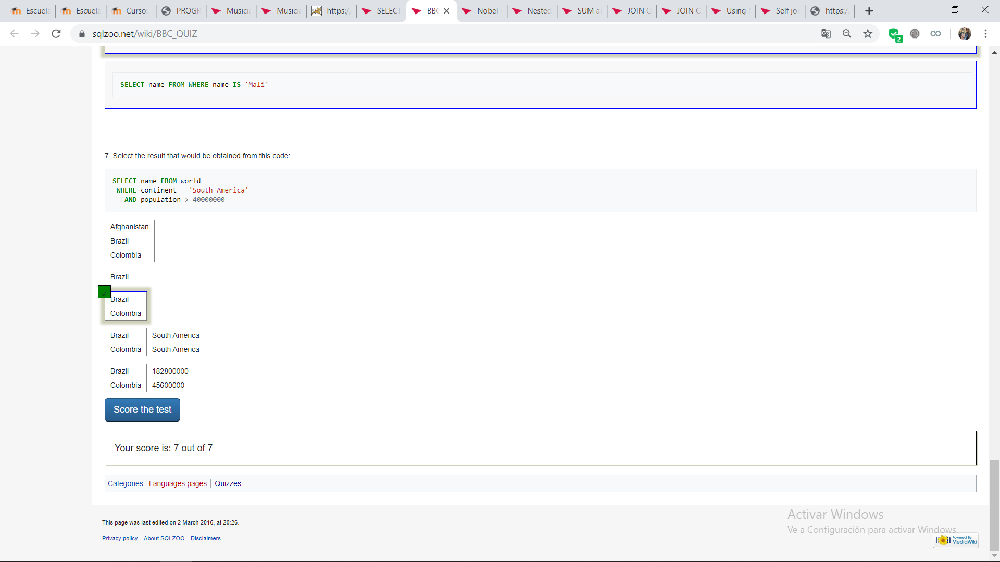 Escuela
Escuela
Curso:
PROGR
Musicia
Musicia
https:/
SELECT
BBC
Nobel
Nested
SUM a
JOIN
JOIN
Using
Self joi
https:/
sqlzoo.net/wiki/BBC_QUIZ
2
SELECT name FROM WHERE name IS 'Mali'
7. Select the result that would be obtained from this code:
SELECT name FROM world
WHERE continent = 'South America'
AND population > 40000000
Afghanistan
Brazil
Colombia
Brazil
Brazil
Colombia
Brazil South America
Colombia South America
Brazil 182800000
Colombia 45600000
Score the test
Your score is: 7 out of 7
Categories: Languages pages Quizzes
This page was last edited on 2 March 2016, at 20:26.
Privacy policy About SQLZOO Disclaimers
Activar Windows
Ve a Configuración para activar Windows.
Powered By
MediaWiki